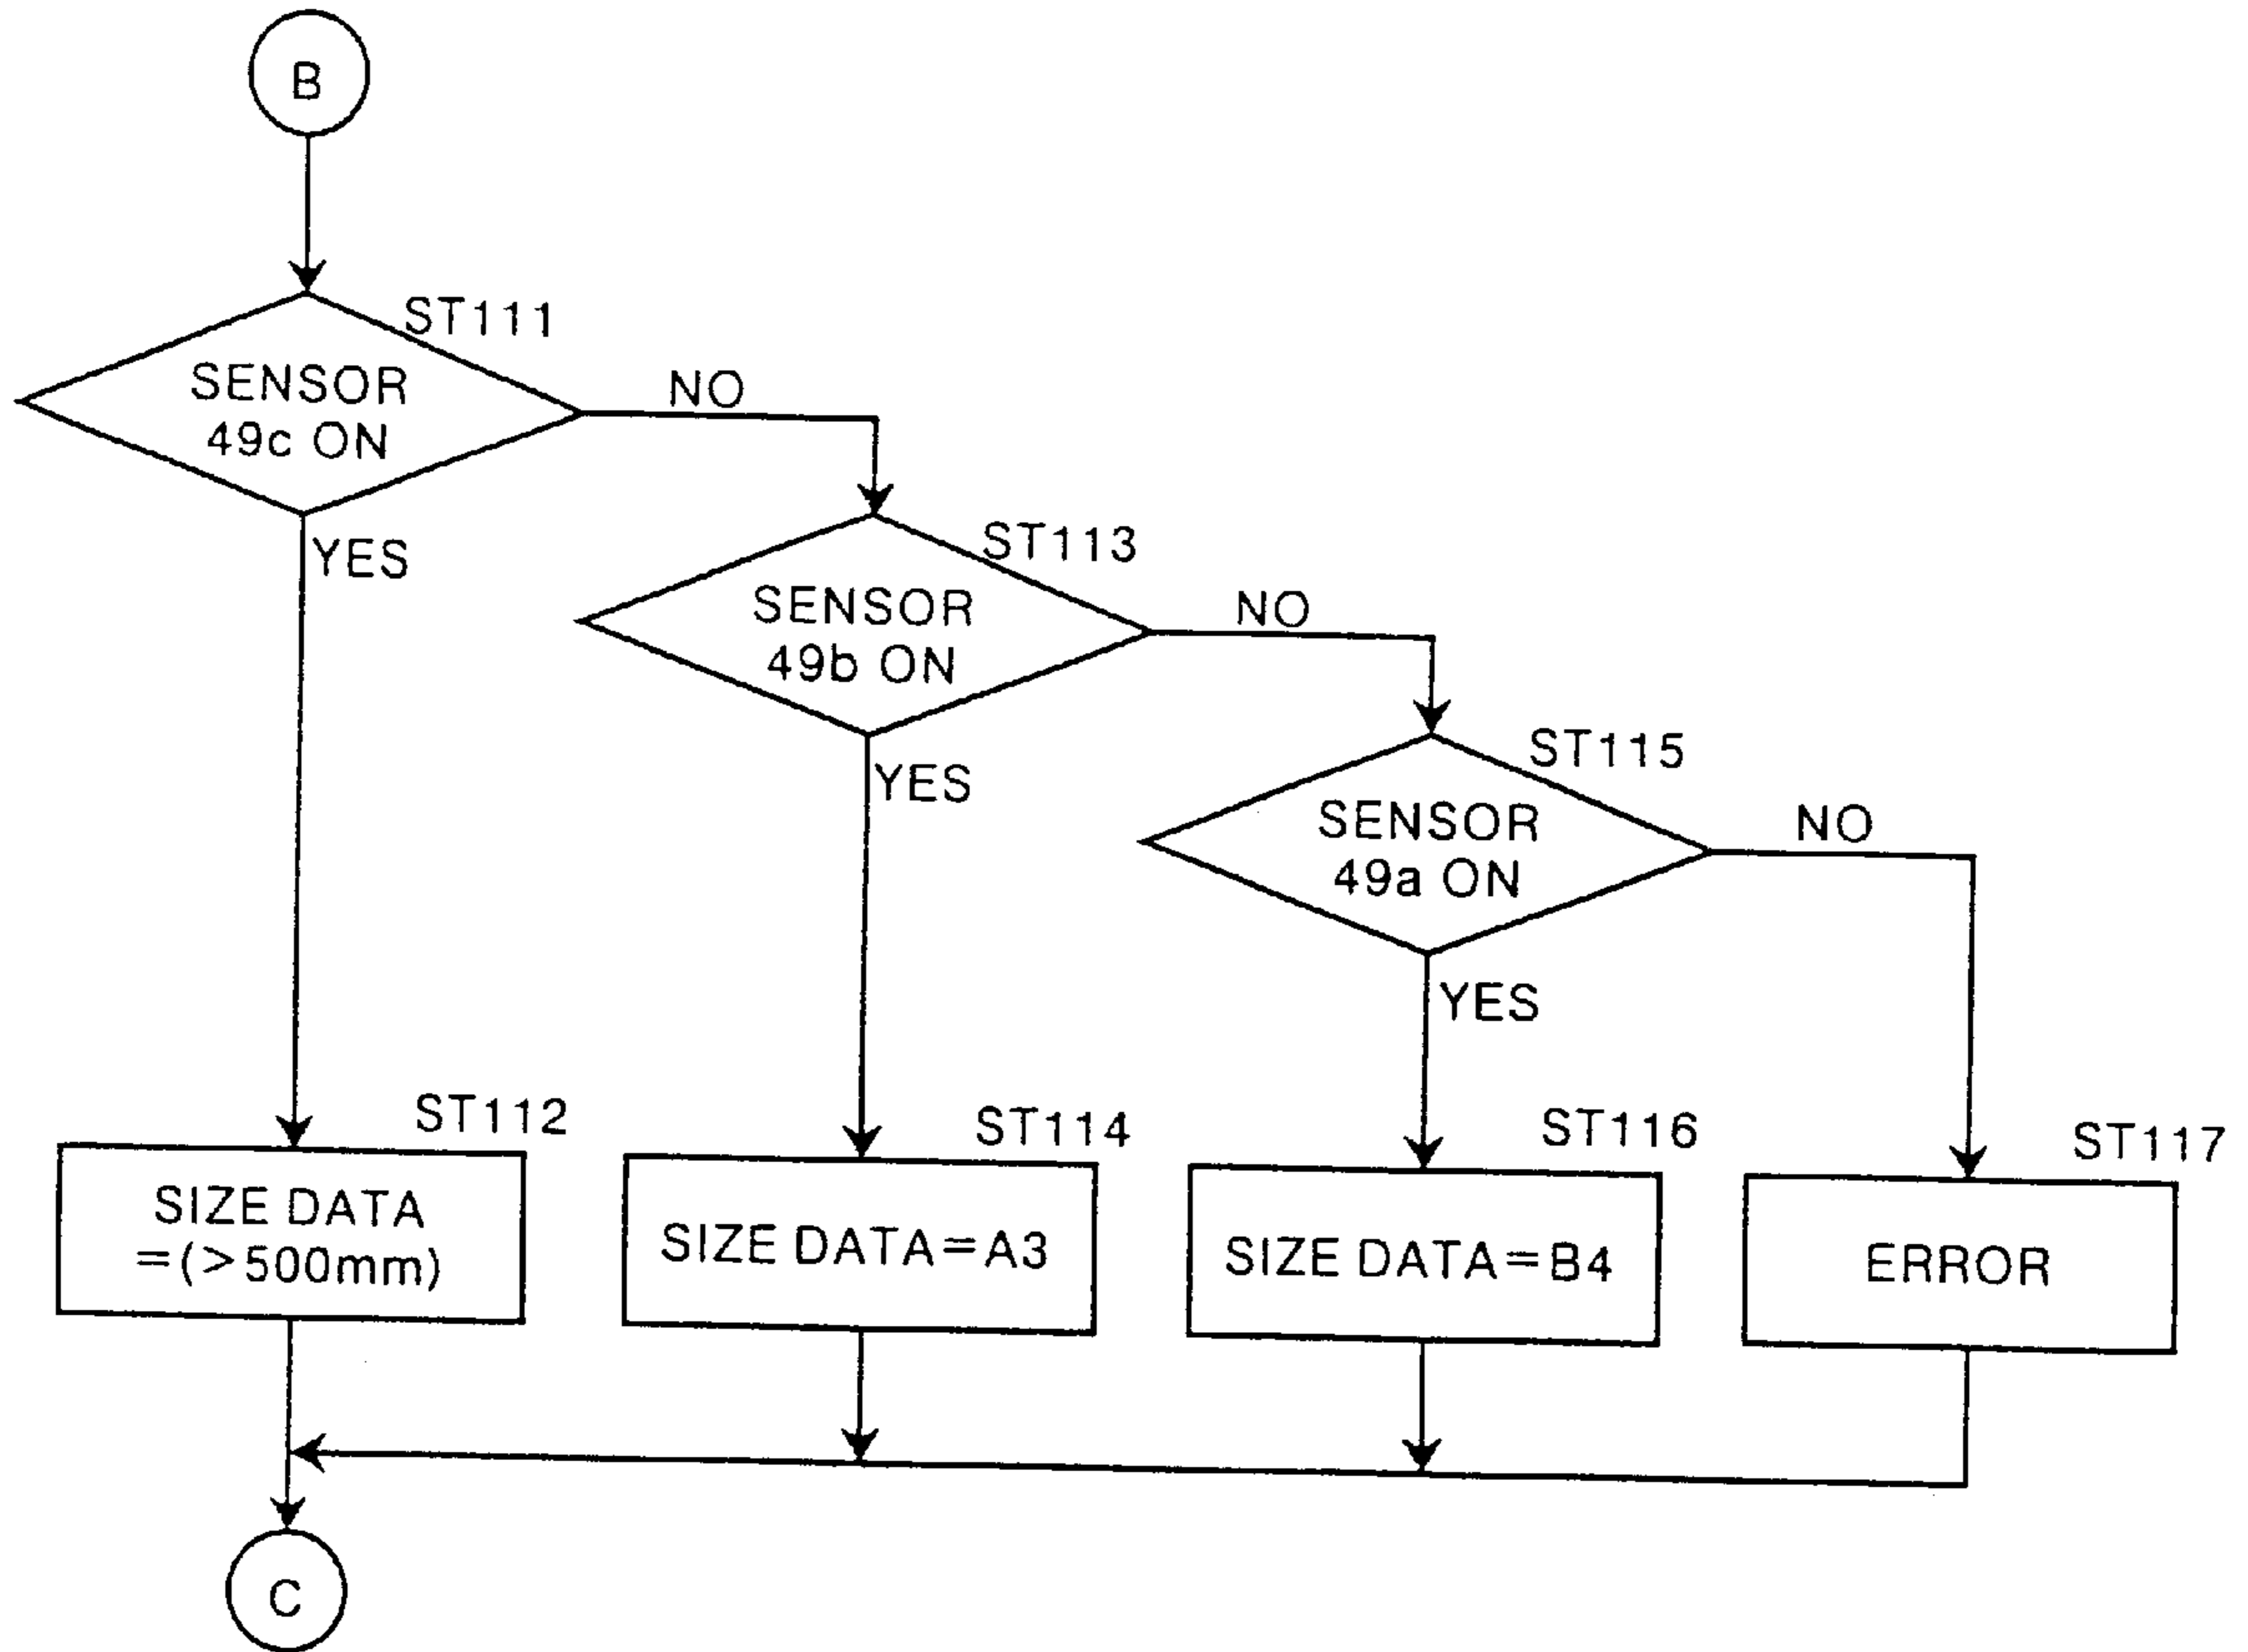 B
ST111
SENSOR
49c ON
NO
YES
ST113
SENSOR
49b ON
NO
YES
ST115
SENSOR
49a ON
NO
YES
ST112
SIZE DATA
=(>500mm)
ST114
SIZE DATA=A3
ST116
SIZE DATA=B4
ST117
ERROR
C